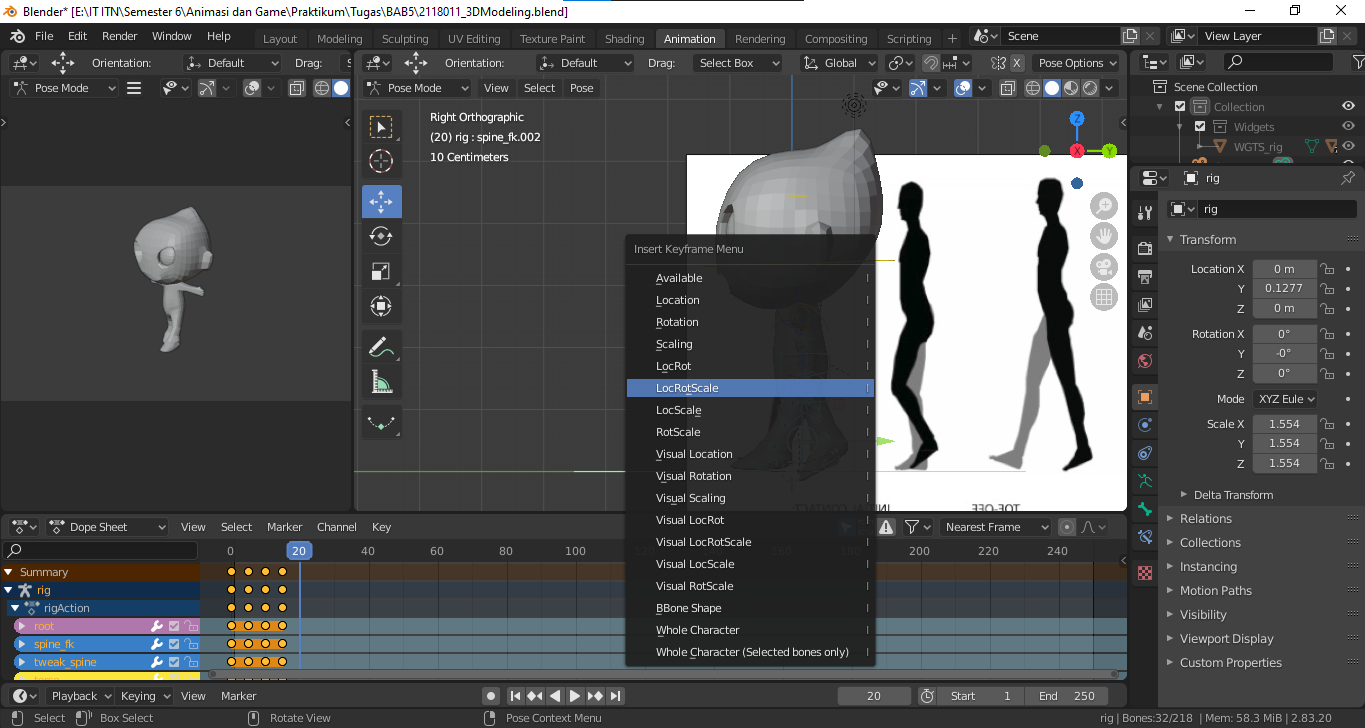 Blender* [E:\IT ITN\Semester 6\Animasi dan Game\Praktikum\Tugas\BAB5\2118011_3DModeling.blend]
File Edit Render Window Help Layout Modeling Sculpting UV Editing Texture Paint Shading Animation Rendering Compositing Scripting + Scene View Layer
Orientation: Default Drag: S
Orientation: Default Drag: Select Box Global X Pose Options
Pose Mode
Pose Mode View Select Pose
Right Orthographic
(20) rig : spine_fk.002
10 Centimeters
Z
X
Y
Scene Collection
Collection
Widgets
WGTS_rig
rig
rig
Transform
Location X 0 m
Y 0.1277
Z 0 m
Rotation X 0°
Y -0°
Z 0°
Mode XYZ Eule
Scale X 1.554
Y 1.554
Z 1.554
Delta Transform
Relations
Collections
Instancing
Motion Paths
Visibility
Viewport Display
Custom Properties
Insert Keyframe Menu
Available I
Location I
Rotation I
Scaling I
LocRot I
LocRotScale I
LocScale I
RotScale I
Visual Location I
Visual Rotation I
Visual Scaling I
Visual LocRot I
Visual LocRotScale I
Visual LocScale I
Visual RotScale I
BBone Shape I
Whole Character I
Whole Character (Selected bones only) I
TOE-OFF
Dope Sheet View Select Marker Channel Key Nearest Frame
0 20 40 60 80 100 120 140 160 180 200 220 240
Summary
rig
rigAction
root
spine_fk
tweak_spine
Playback Keying View Marker 20 Start 1 End 250
Select Box Select Rotate View Pose Context Menu rig | Bones:32/218 | Mem: 58.3 MiB | 2.83.20